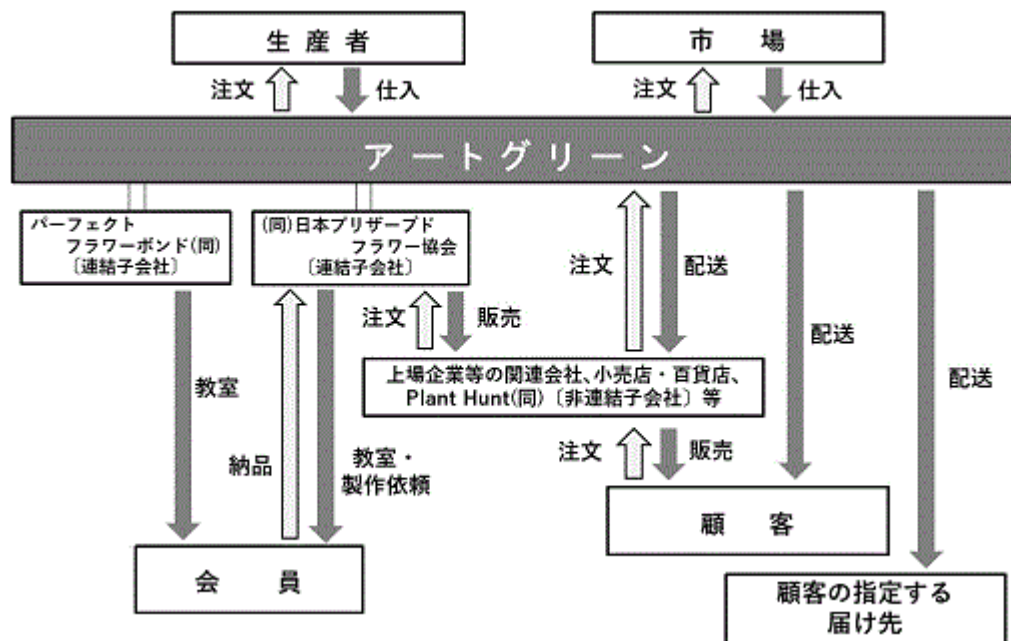 生産者
市場
注文
仕入
注文
仕入
アートグリーン
パーフェクト
フラワーボンド(同)
〔連結子会社〕
(同)日本プリザーブド
フラワー協会
〔連結子会社〕
注文
配送
注文
販売
配送
配送
上場企業等の関連会社、小売店・百貨店、
Plant Hunt(同)〔非連結子会社〕等
教室
注文
販売
納品
教室・
製作依頼
顧客
会員
顧客の指定する
届け先